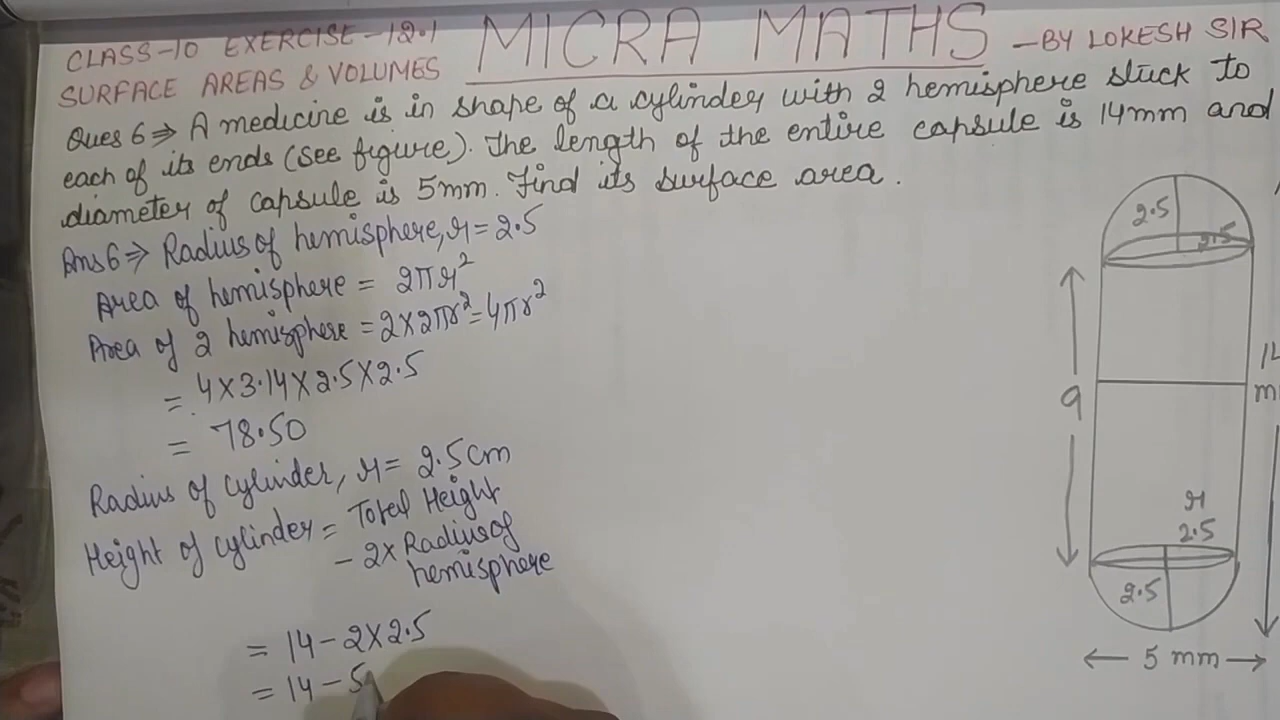 CLASS-10 EXERCISE-12.1 MICRA MATHS -BY LOKESH SIR
SURFACE AREAS & VOLUMES
Ques 6⇒ A medicine is in shape of a cylinder with 2 hemisphere stuck to
each of its ends (see figure). The length of the entire capsule is 14mm and
diameter of capsule is 5mm. Find its surface area.
Ans 6⇒ Radius of hemisphere, r = 2.5
Area of hemisphere = 2πr²
Area of 2 hemisphere = 2×2πr² = 4πr²
= 4×3.14×2.5×2.5
= 78.50
Radius of cylinder, r = 2.5cm
Height of cylinder = Total Height
- 2× Radius of
hemisphere
= 14-2×2.5
= 14-5
2.5
2.5
9
14
m
r
2.5
2.5
5 mm